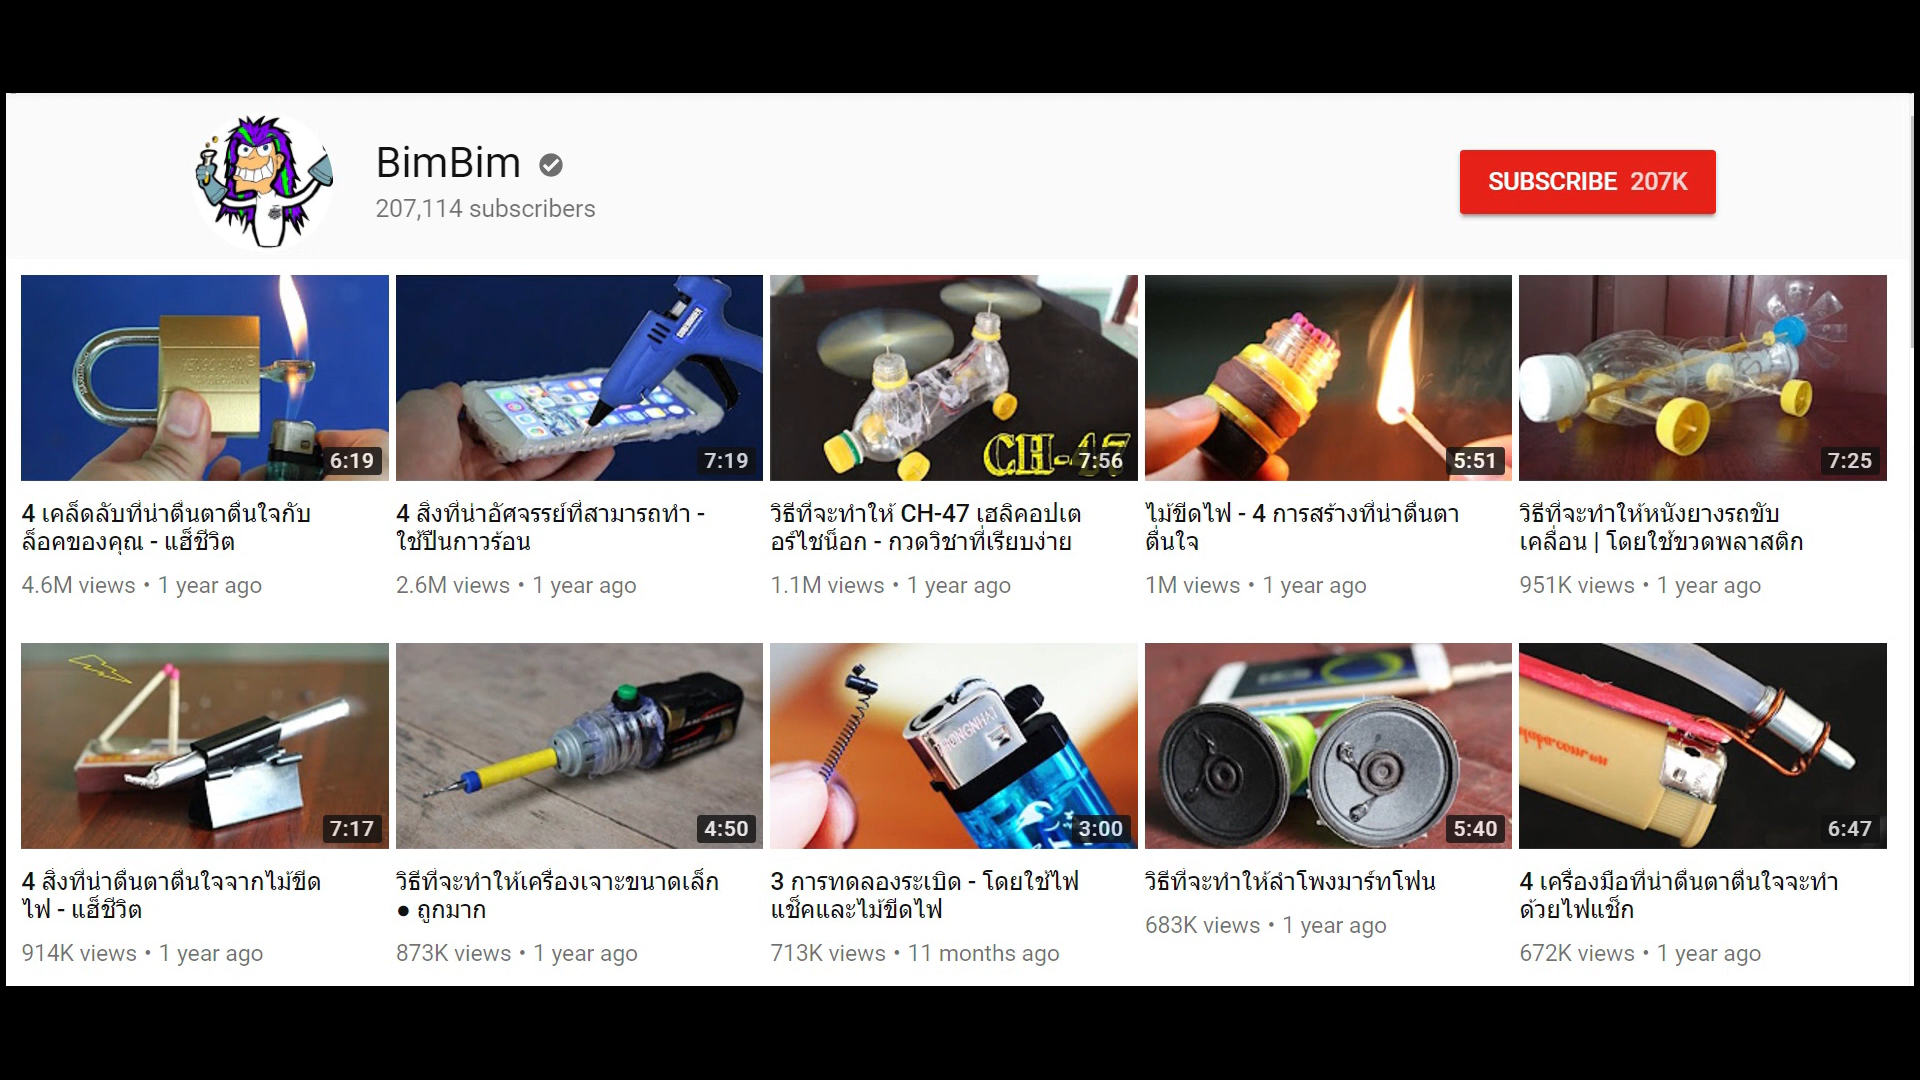 BimBim
207,114 subscribers
SUBSCRIBE 207K
6:19
7:19
CH-47
7:56
5:51
7:25
4 เคล็ดลับที่น่าตื่นตาตื่นใจกับ
ล็อคของคุณ - แฮ็ชีวิต
4.6M views • 1 year ago
4 สิ่งที่น่าอัศจรรย์ที่สามารถทำ -
ใช้ปืนกาวร้อน
2.6M views • 1 year ago
วิธีที่จะทำให้ CH-47 เฮลิคอปเต
อร์ไชน็อก - กวดวิชาที่เรียบง่าย
1.1M views • 1 year ago
ไม้ขีดไฟ - 4 การสร้างที่น่าตื่นตา
ตื่นใจ
1M views • 1 year ago
วิธีที่จะทำให้หนังยางรถขับ
เคลื่อน | โดยใช้ขวดพลาสติก
951K views • 1 year ago
7:17
4:50
3:00
5:40
6:47
4 สิ่งที่น่าตื่นตาตื่นใจจากไม้ขีด
ไฟ - แฮ็ชีวิต
914K views • 1 year ago
วิธีที่จะทำให้เครื่องเจาะขนาดเล็ก
● ถูกมาก
873K views • 1 year ago
3 การทดลองระเบิด - โดยใช้ไฟ
แช็คและไม้ขีดไฟ
713K views • 11 months ago
วิธีที่จะทำให้ลำโพงมาร์ทโฟน
683K views • 1 year ago
4 เครื่องมือที่น่าตื่นตาตื่นใจจะทำ
ด้วยไฟแช็ก
672K views • 1 year ago